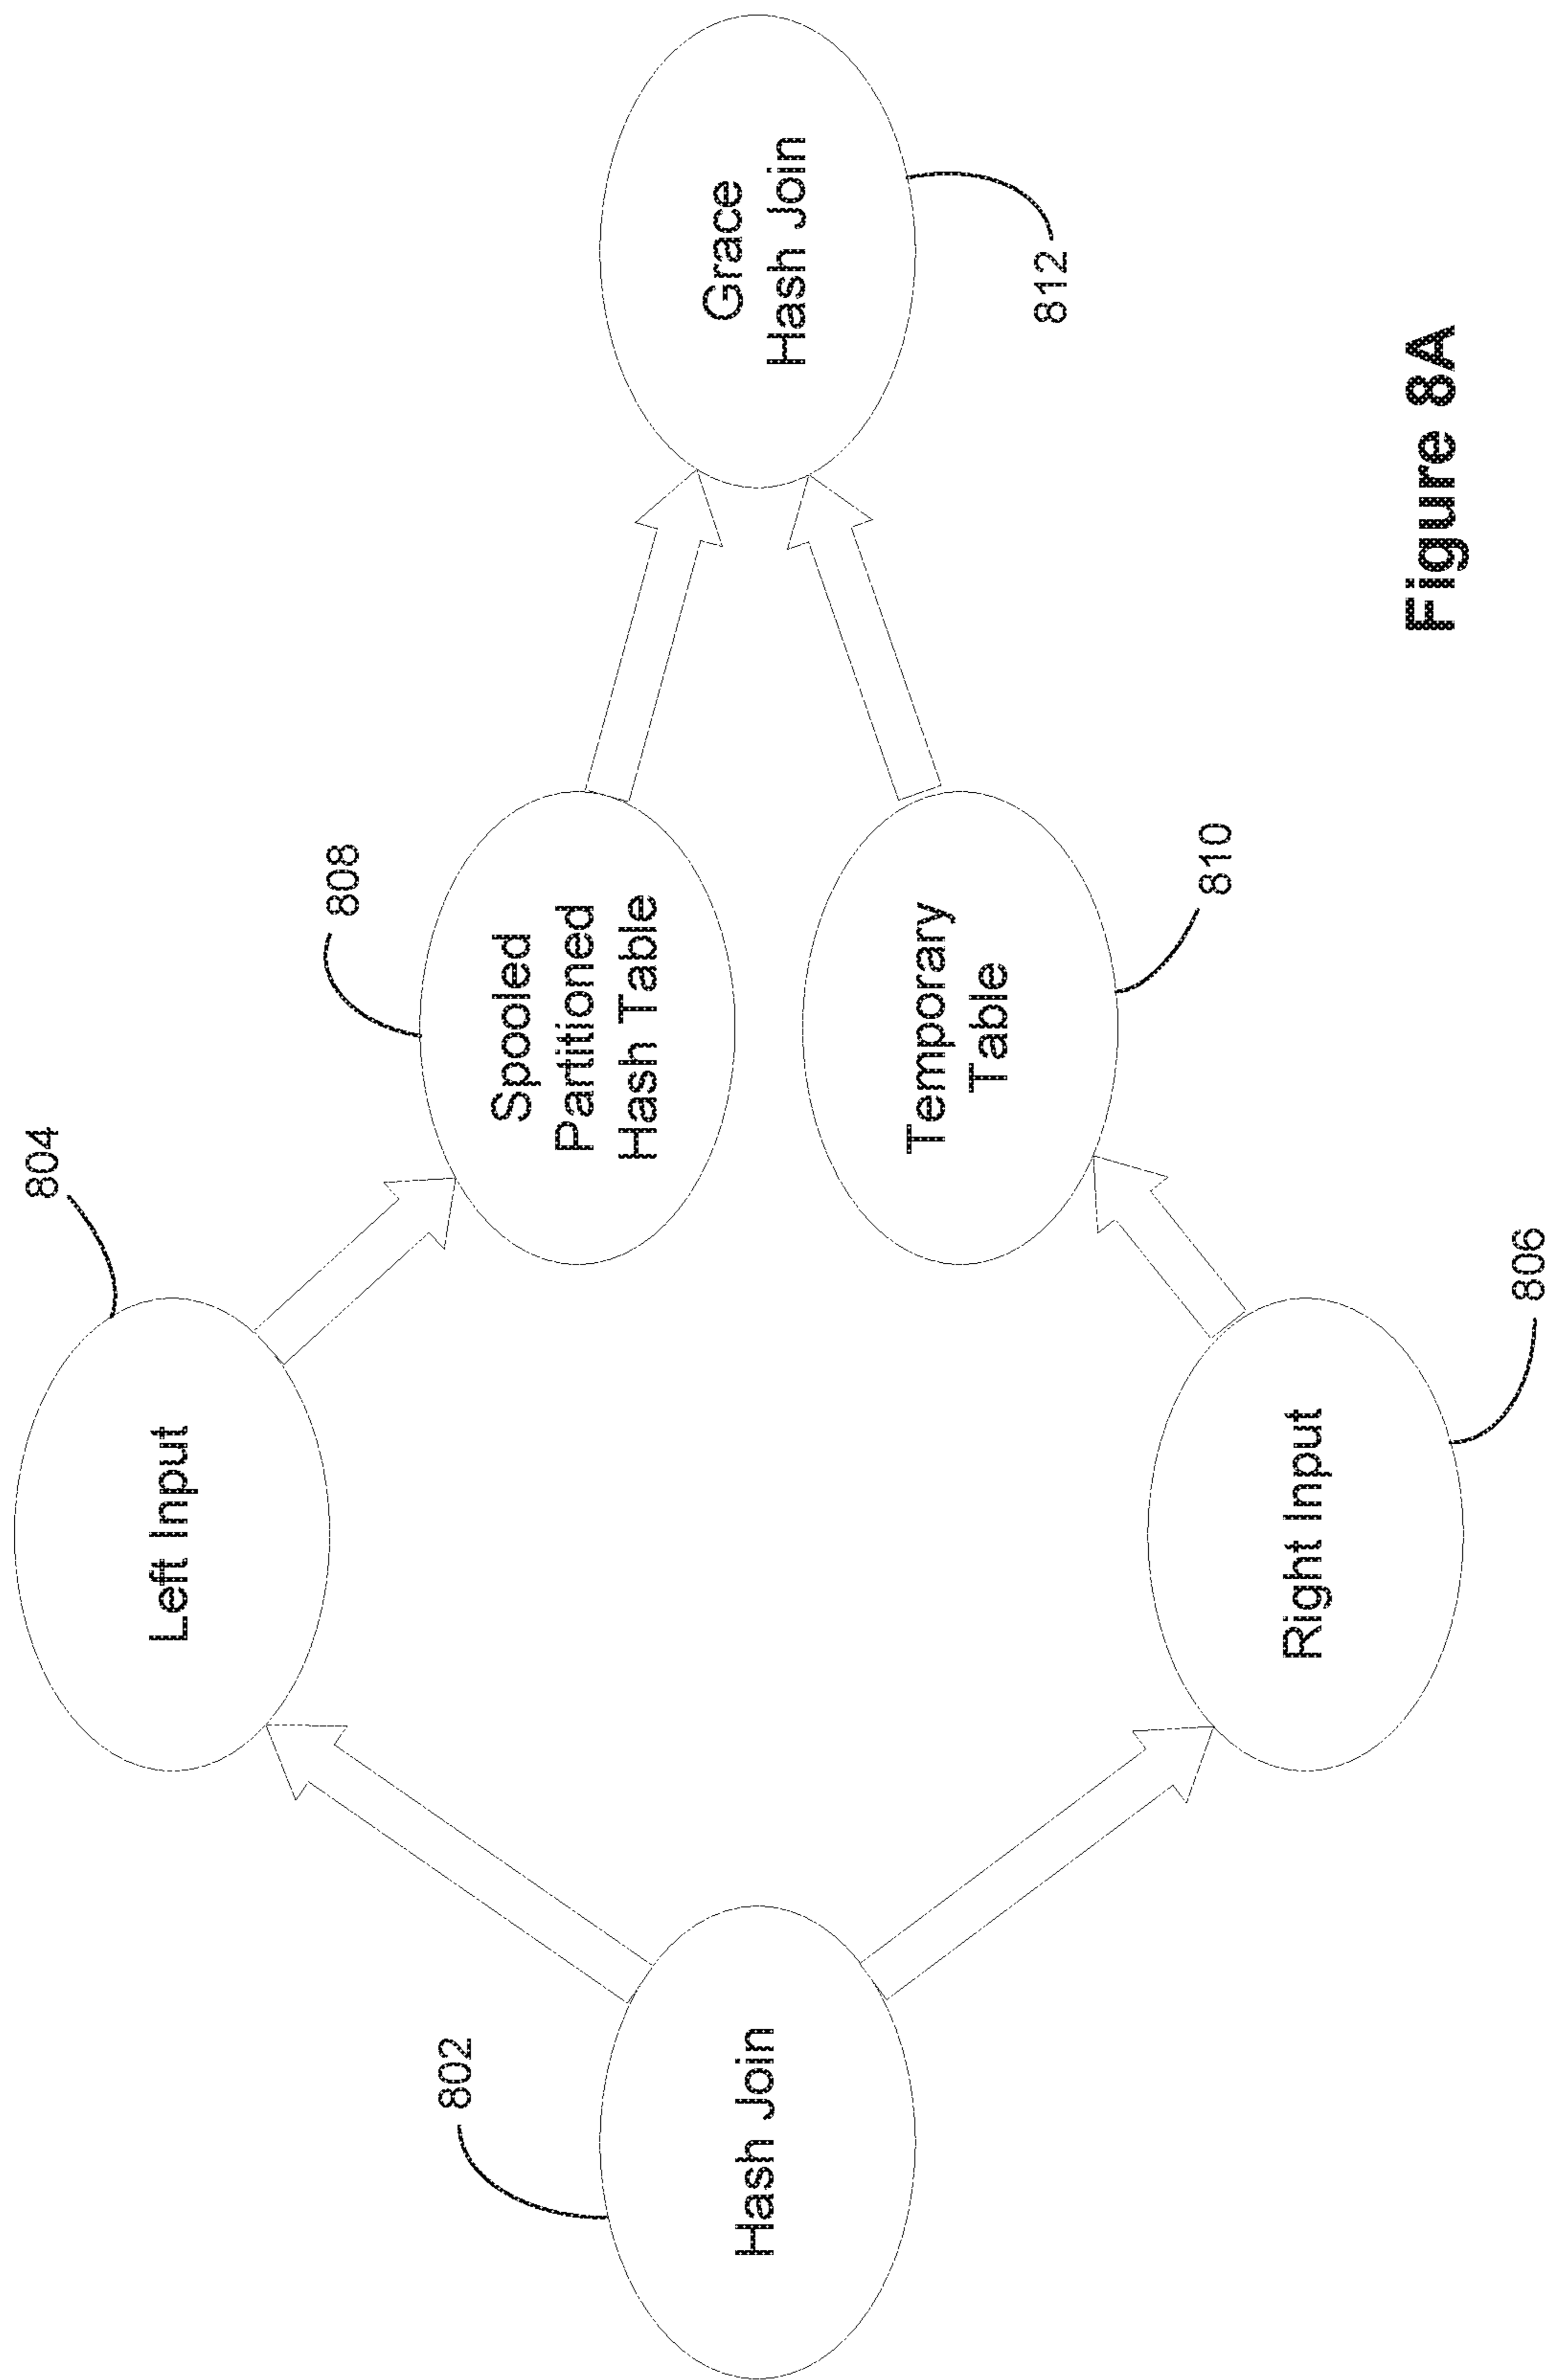 804
Left Input
808
Spooled
Partitioned
Hash Table
802
Hash Join
Grace
Hash Join
812
Temporary
Table
810
Right Input
806
Figure 8A